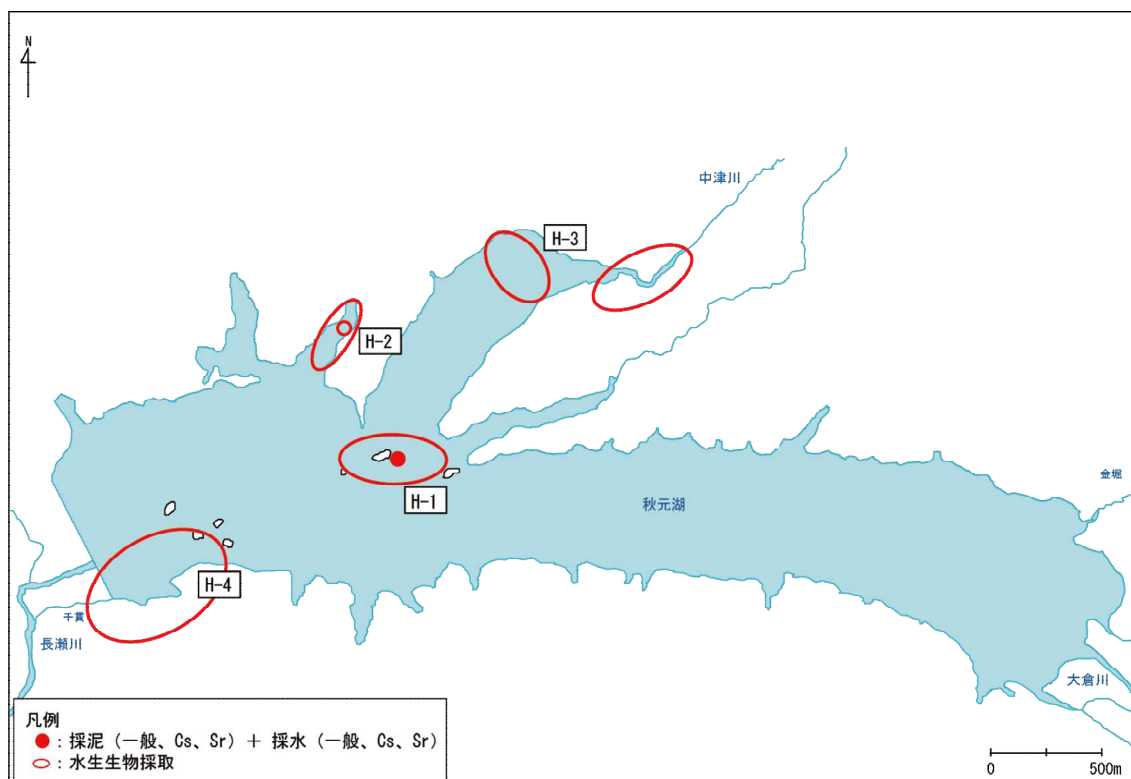 N
中津川
H-3
H-2
H-1
秋元湖
金堀
H-4
千貫
長瀬川
大倉川
凡例
：採泥（一般、Cs、Sr）＋ 採水（一般、Cs、Sr）
：水生生物採取
0 500m